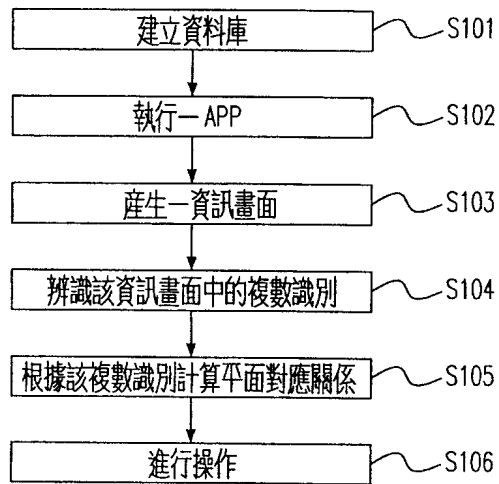 建立資料庫 S101
執行一APP S102
産生一資訊畫面 S103
辨識該資訊畫面中的複數識別 S104
根據該複數識別計算平面對應關係 S105
進行操作 S106